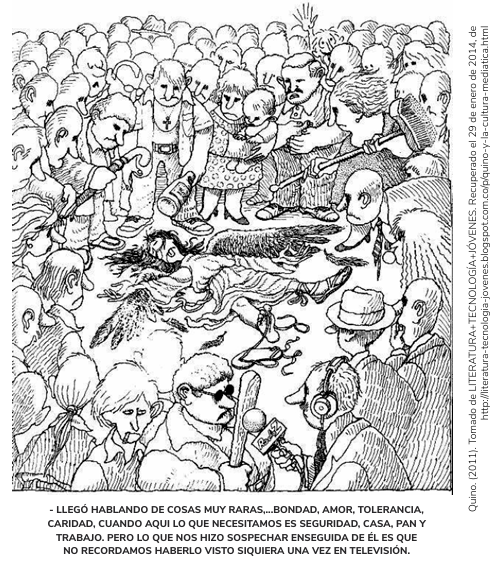 - LLEGÓ HABLANDO DE COSAS MUY RARAS,...BONDAD, AMOR, TOLERANCIA,
CARIDAD, CUANDO AQUI LO QUE NECESITAMOS ES SEGURIDAD, CASA, PAN Y
TRABAJO. PERO LO QUE NOS HIZO SOSPECHAR ENSEGUIDA DE ÉL ES QUE
NO RECORDAMOS HABERLO VISTO SIQUIERA UNA VEZ EN TELEVISIÓN.
Quino. (2011). Tomado de LITERATURA+TECNOLOGÍA+JÓVENES. Recuperado el 29 de enero de 2014, de
http://literatura-tecnologia-jovenes.blogspot.com.co/p/quino-y-la-cultura-mediatica.html